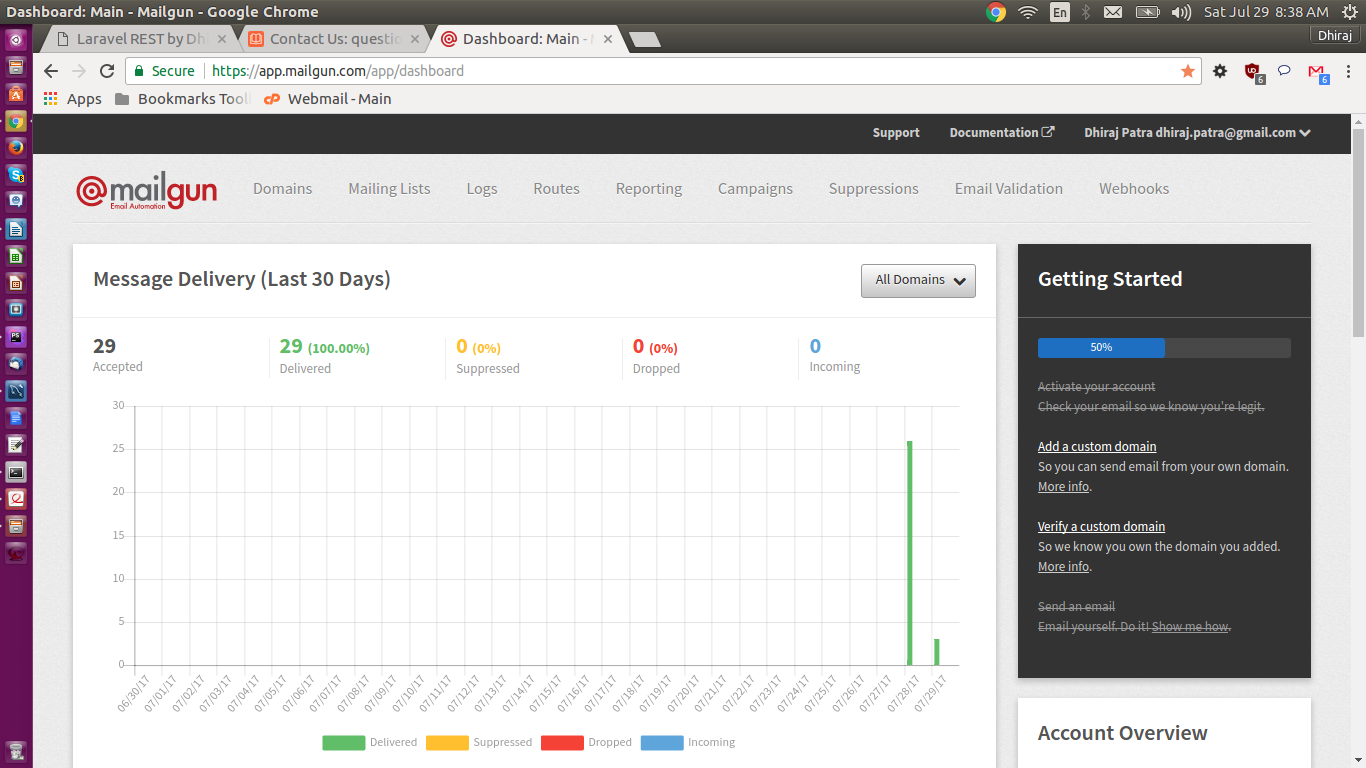 Dashboard: Main - Mailgun - Google Chrome
En
Sat Jul 29 8:38 AM
Laravel REST by Dhi
Contact Us: questio
Dashboard: Main -
Dhiraj
Secure
https://app.mailgun.com/app/dashboard
6
6
Apps
Bookmarks Tool
Webmail - Main
Support
Documentation
Dhiraj Patra dhiraj.patra@gmail.com
@mailgun
Email Automation
Domains
Mailing Lists
Logs
Routes
Reporting
Campaigns
Suppressions
Email Validation
Webhooks
Message Delivery (Last 30 Days)
All Domains
29
Accepted
29 (100.00%)
Delivered
0 (0%)
Suppressed
0 (0%)
Dropped
0
Incoming
30
25
20
15
10
5
0
06/30/17
07/01/17
07/02/17
07/03/17
07/04/17
07/05/17
07/06/17
07/07/17
07/08/17
07/09/17
07/10/17
07/11/17
07/12/17
07/13/17
07/14/17
07/15/17
07/16/17
07/17/17
07/18/17
07/19/17
07/20/17
07/21/17
07/22/17
07/23/17
07/24/17
07/25/17
07/26/17
07/27/17
07/28/17
07/29/17
Delivered
Suppressed
Dropped
Incoming
Getting Started
50%
Activate your account
Check your email so we know you're legit.
Add a custom domain
So you can send email from your own domain.
More info.
Verify a custom domain
So we know you own the domain you added.
More info.
Send an email
Email yourself. Do it! Show me how.
Account Overview